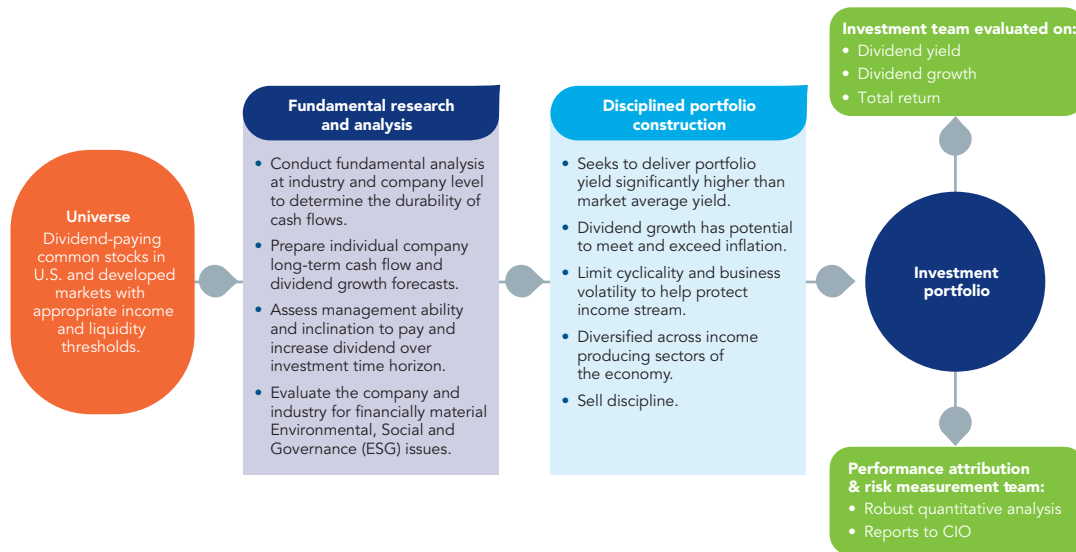 Universe
Dividend-paying
common stocks in
U.S. and developed
markets with
appropriate income
and liquidity
thresholds.
Fundamental research
and analysis
• Conduct fundamental analysis
at industry and company level
to determine the durability of
cash flows.
• Prepare individual company
long-term cash flow and
dividend growth forecasts.
• Assess management ability
and inclination to pay and
increase dividend over
investment time horizon.
• Evaluate the company and
industry for financially material
Environmental, Social and
Governance (ESG) issues.
Disciplined portfolio
construction
• Seeks to deliver portfolio
yield significantly higher than
market average yield.
• Dividend growth has potential
to meet and exceed inflation.
• Limit cyclicality and business
volatility to help protect
income stream.
• Diversified across income
producing sectors of
the economy.
• Sell discipline.
Investment team evaluated on:
• Dividend yield
• Dividend growth
• Total return
Investment
portfolio
Performance attribution
& risk measurement team:
• Robust quantitative analysis
• Reports to CIO